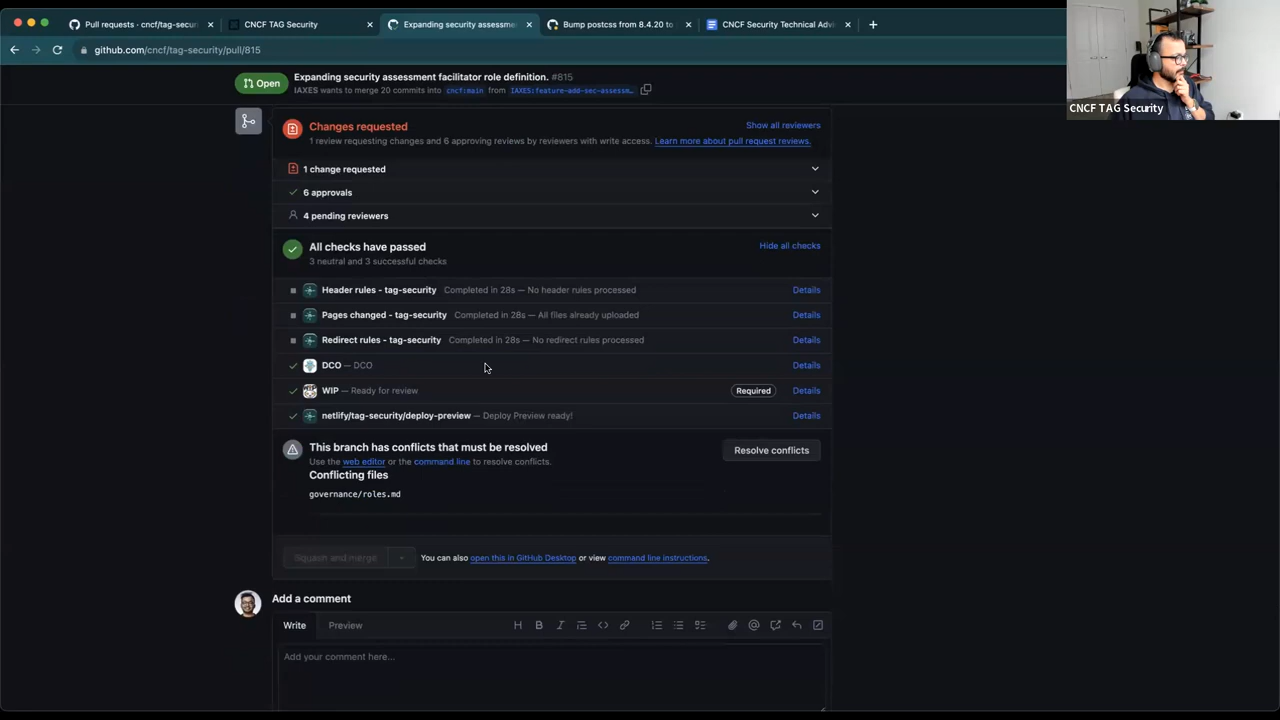 Pull requests · cncf/tag-secur
CNCF TAG Security
Expanding security assessme
Bump postcss from 8.4.20 to
CNCF Security Technical Adv
github.com/cncf/tag-security/pull/815
CNCF TAG Security
Open
Expanding security assessment facilitator role definition. #815
IAXES wants to merge 20 commits into cncf:main from IAXES:feature-add-sec-assessm…
Changes requested
Show all reviewers
1 review requesting changes and 6 approving reviews by reviewers with write access. Learn more about pull request reviews.
1 change requested
6 approvals
4 pending reviewers
All checks have passed
Hide all checks
3 neutral and 3 successful checks
Header rules - tag-security Completed in 28s — No header rules processed Details
Pages changed - tag-security Completed in 28s — All files already uploaded Details
Redirect rules - tag-security Completed in 28s — No redirect rules processed Details
DCO — DCO Details
WIP — Ready for review Required Details
netlify/tag-security/deploy-preview — Deploy Preview ready! Details
This branch has conflicts that must be resolved
Resolve conflicts
Use the web editor or the command line to resolve conflicts.
Conflicting files
governance/roles.md
Squash and merge
You can also open this in GitHub Desktop or view command line instructions.
Add a comment
Write Preview
Add your comment here...